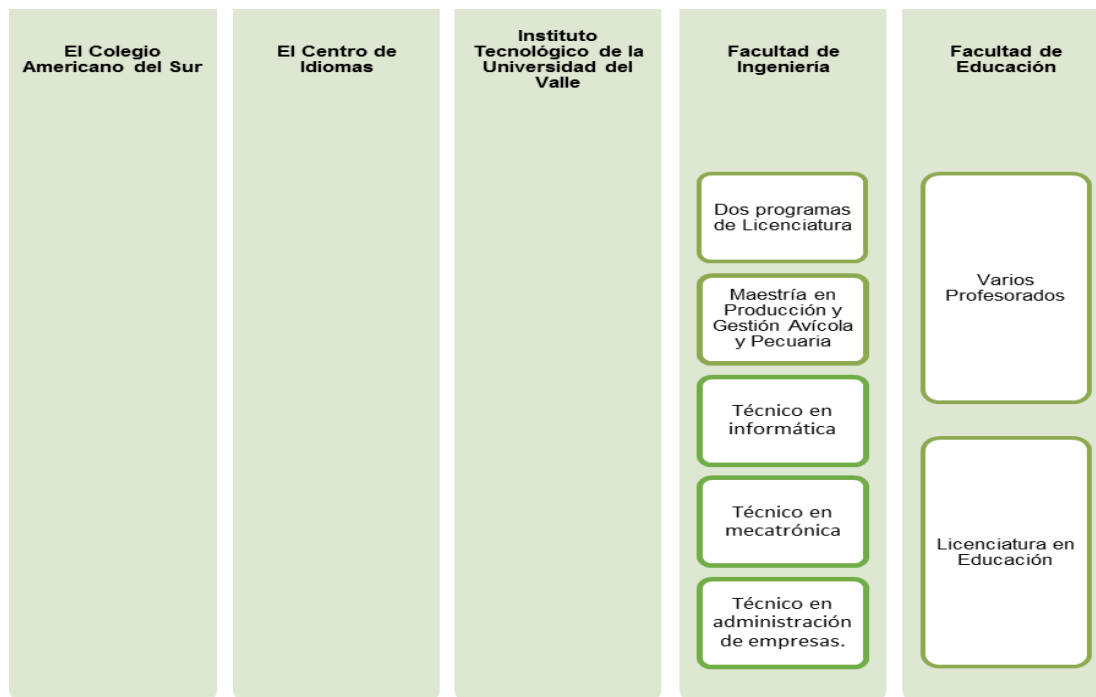 El Colegio
Americano del Sur
El Centro de
Idiomas
Instituto
Tecnológico de la
Universidad del
Valle
Facultad de
Ingeniería
Dos programas
de Licenciatura
Maestría en
Producción y
Gestión Avícola
y Pecuaria
Técnico en
informática
Técnico en
mecatrónica
Técnico en
administración
de empresas.
Facultad de
Educación
Varios
Profesorados
Licenciatura en
Educación